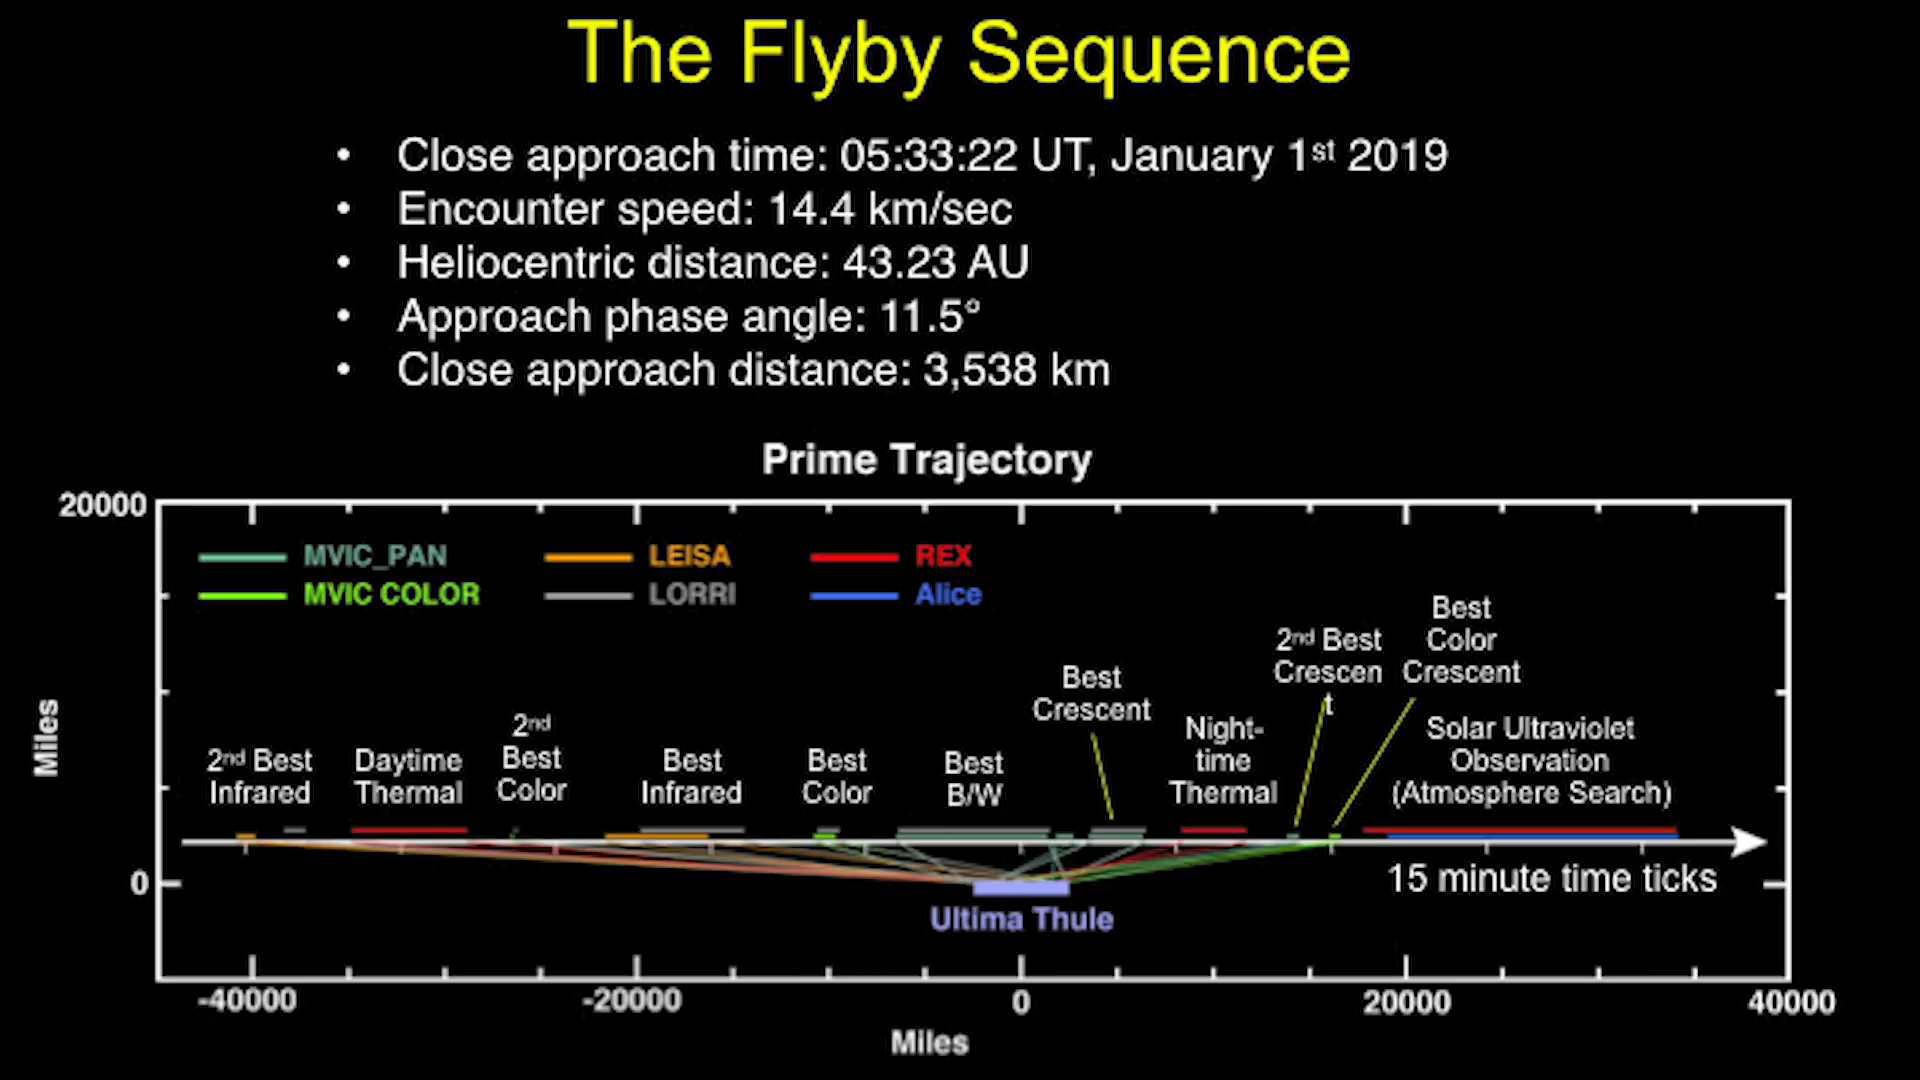 The Flyby Sequence
• Close approach time: 05:33:22 UT, January 1st 2019
• Encounter speed: 14.4 km/sec
• Heliocentric distance: 43.23 AU
• Approach phase angle: 11.5°
• Close approach distance: 3,538 km
Prime Trajectory
20000
MVIC_PAN LEISA REX
MVIC COLOR LORRI Alice
Miles
2nd Best
Infrared
Daytime
Thermal
2nd
Best
Color
Best
Infrared
Best
Color
Best
B/W
Best
Crescent
Night-
time
Thermal
2nd Best
Crescen
t
Best
Color
Crescent
Solar Ultraviolet
Observation
(Atmosphere Search)
15 minute time ticks
0
Ultima Thule
-40000 -20000 0 20000 40000
Miles